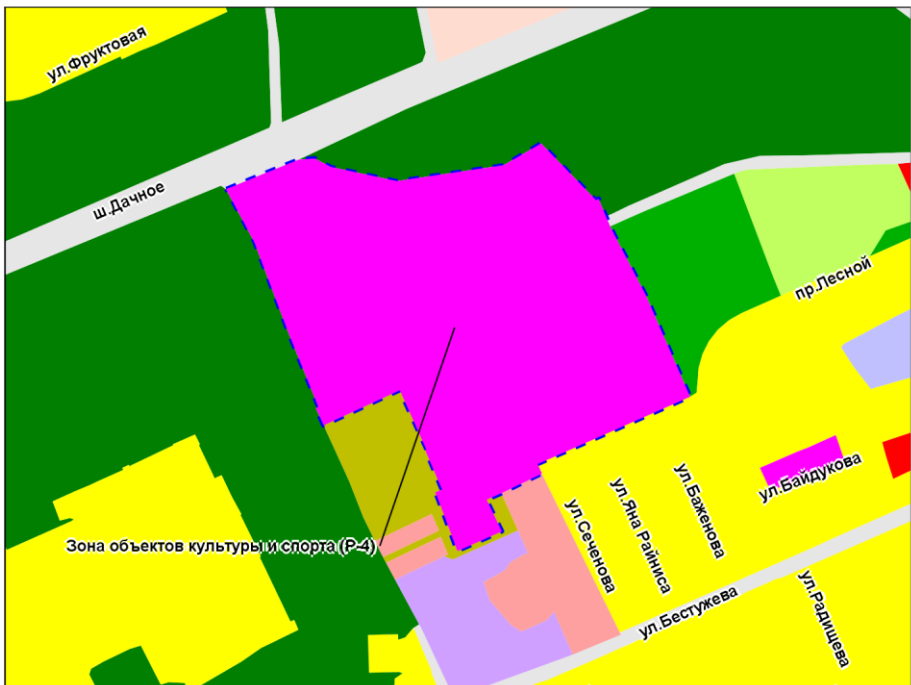 ул.Фруктовая
ш.Дачное
пр.Лесной
ул.Байдукова
ул.Баженова
ул.Яна Райниса
ул.Сеченова
Зона объектов культуры и спорта (Р-4)
ул.Бестужева
ул.Радищева